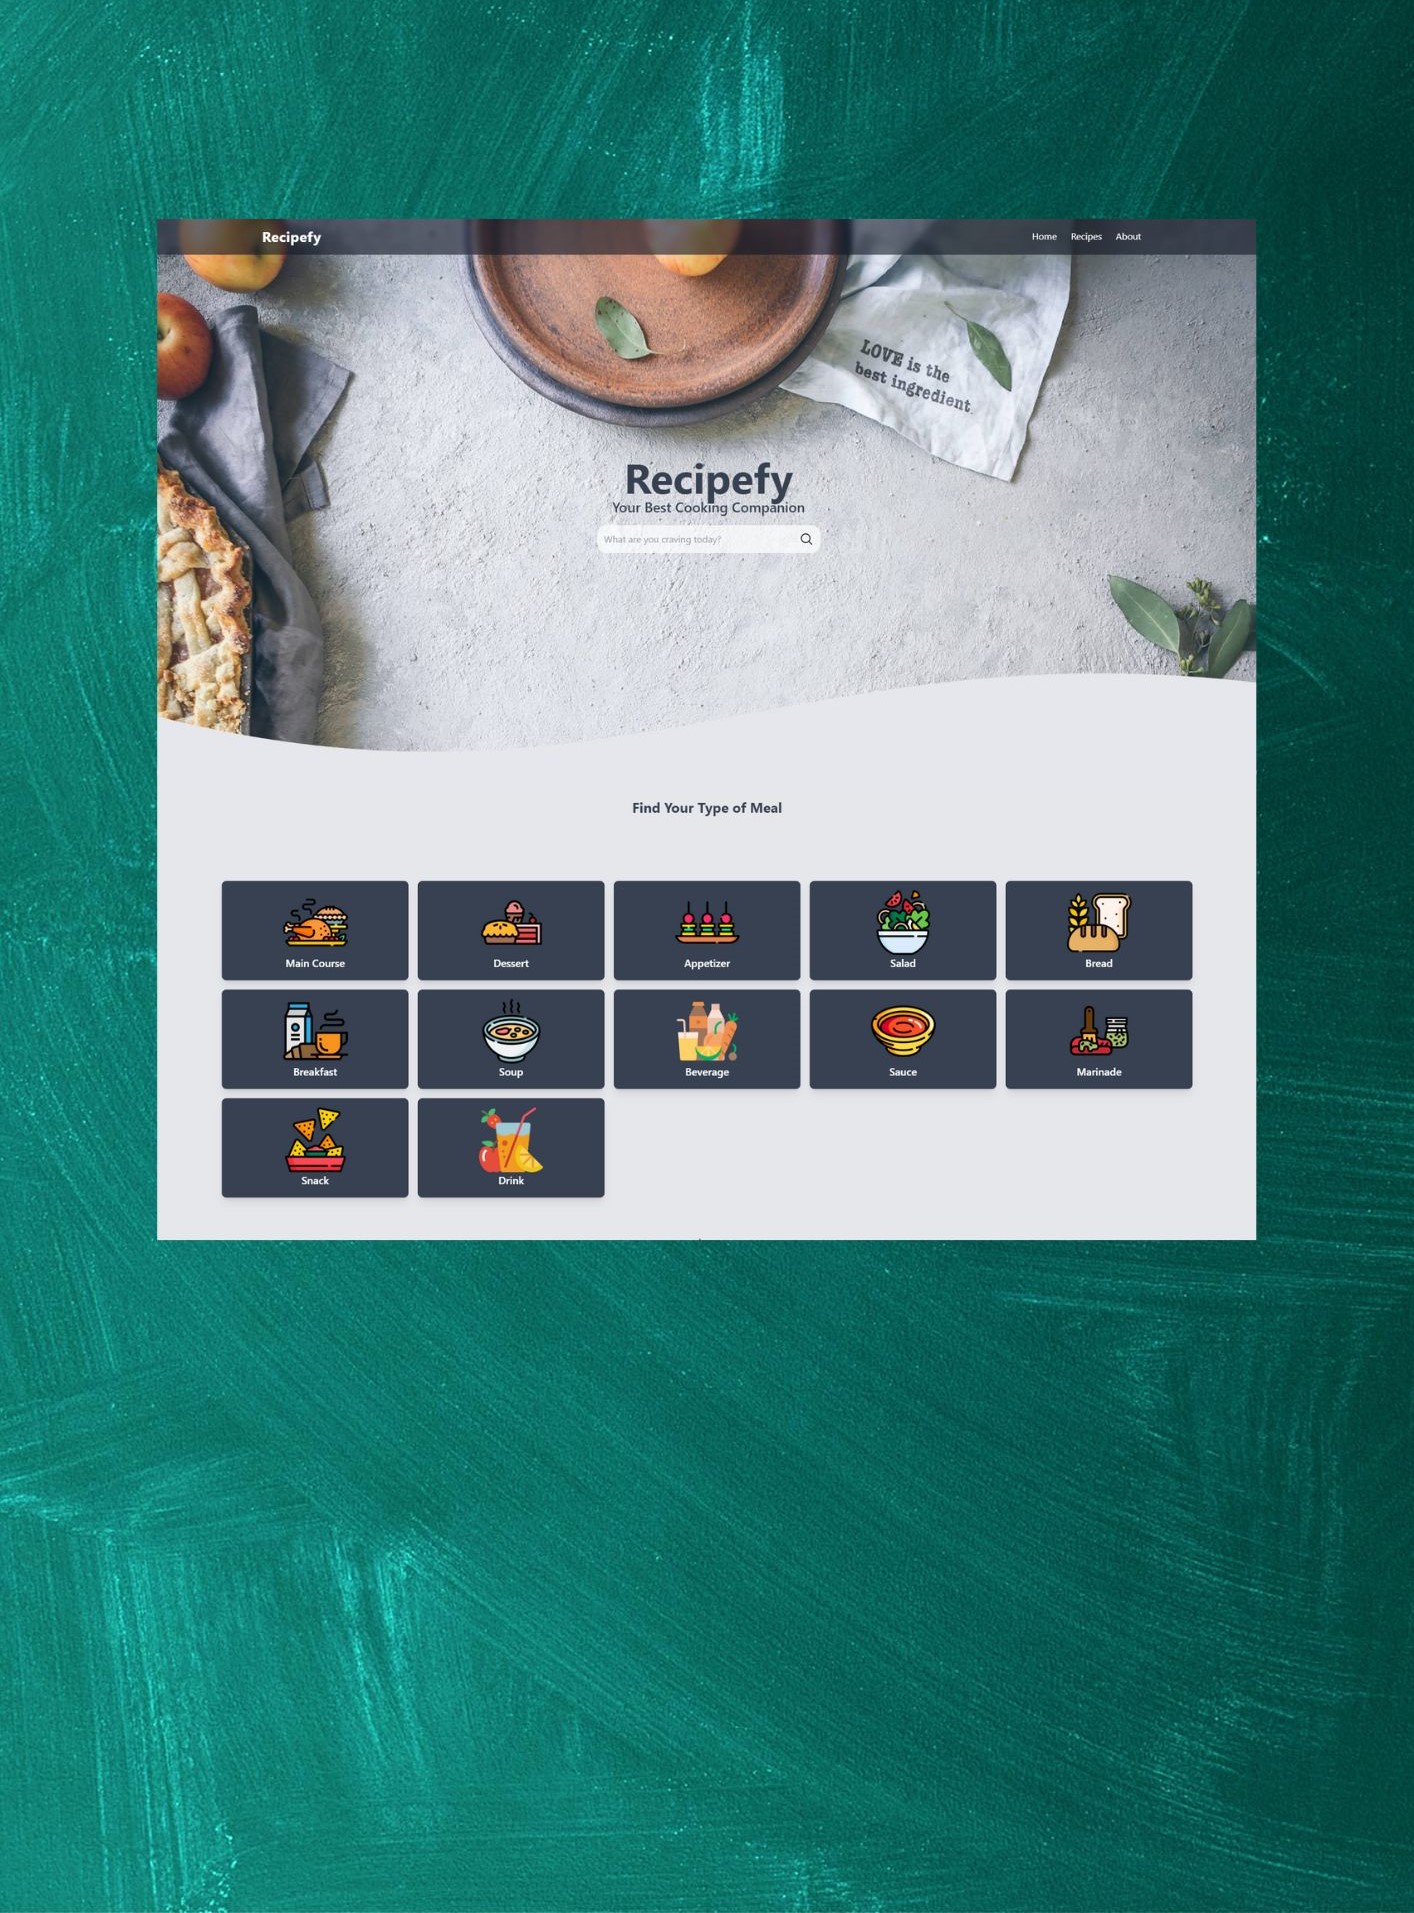 Recipefy
Home Recipes About
LOVE is the
best ingredient
Recipefy
Your Best Cooking Companion
What are you craving today?
Find Your Type of Meal
Main Course
Dessert
Appetizer
Salad
Bread
Breakfast
Soup
Beverage
Sauce
Marinade
Snack
Drink